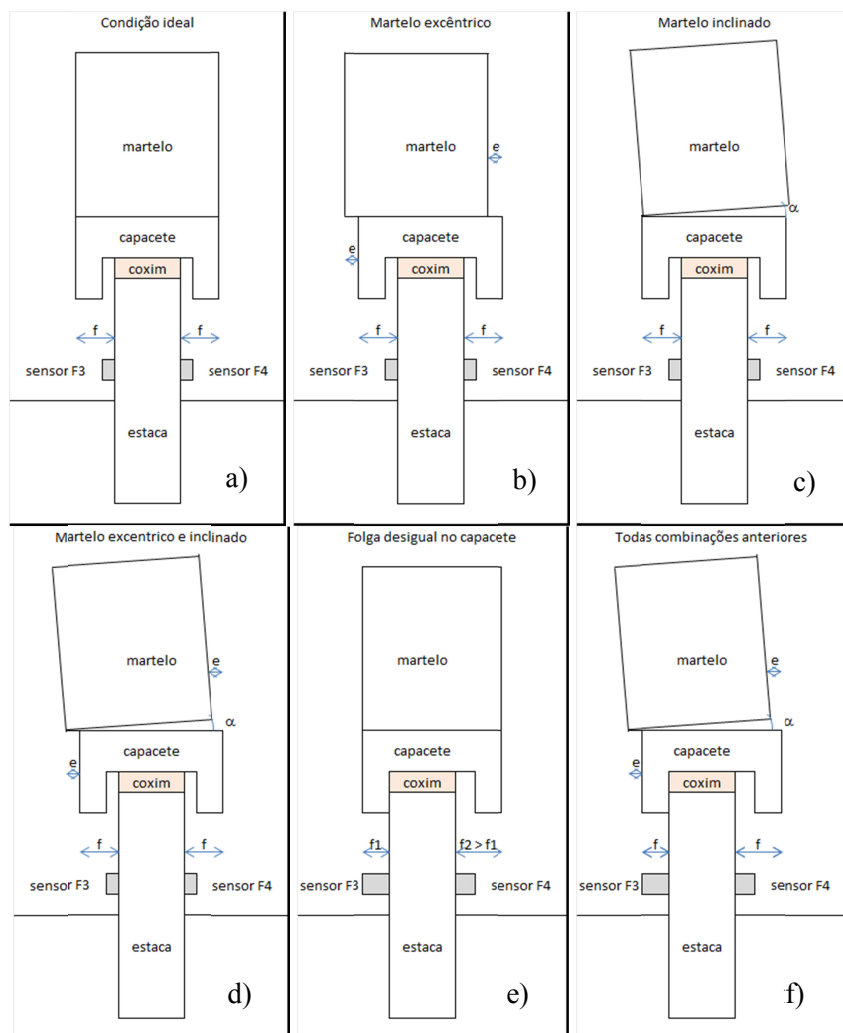 Condição ideal
martelo
capacete
coxim
f f
sensor F3 sensor F4
estaca
a)
Martelo excêntrico
martelo
e
capacete
e
coxim
f f
sensor F3 sensor F4
estaca
b)
Martelo inclinado
martelo
α
capacete
coxim
f f
sensor F3 sensor F4
estaca
c)
Martelo excentrico e inclinado
martelo
e
α
capacete
e
coxim
f f
sensor F3 sensor F4
estaca
d)
Folga desigual no capacete
martelo
capacete
coxim
f1 f2 > f1
sensor F3 sensor F4
estaca
e)
Todas combinações anteriores
martelo
e
α
capacete
e
coxim
f f
sensor F3 sensor F4
estaca
f)